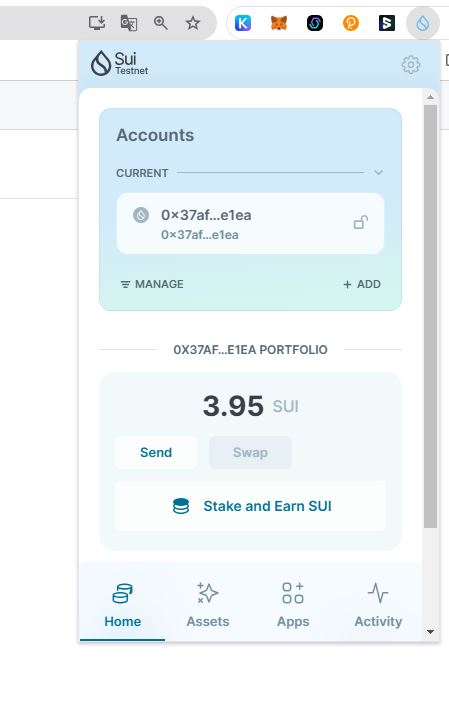 Sui
Testnet
Accounts
CURRENT
0×37af...e1ea
0×37af...e1ea
MANAGE
+ ADD
0X37AF...E1EA PORTFOLIO
3.95 SUI
Send
Swap
Stake and Earn SUI
Home
Assets
Apps
Activity